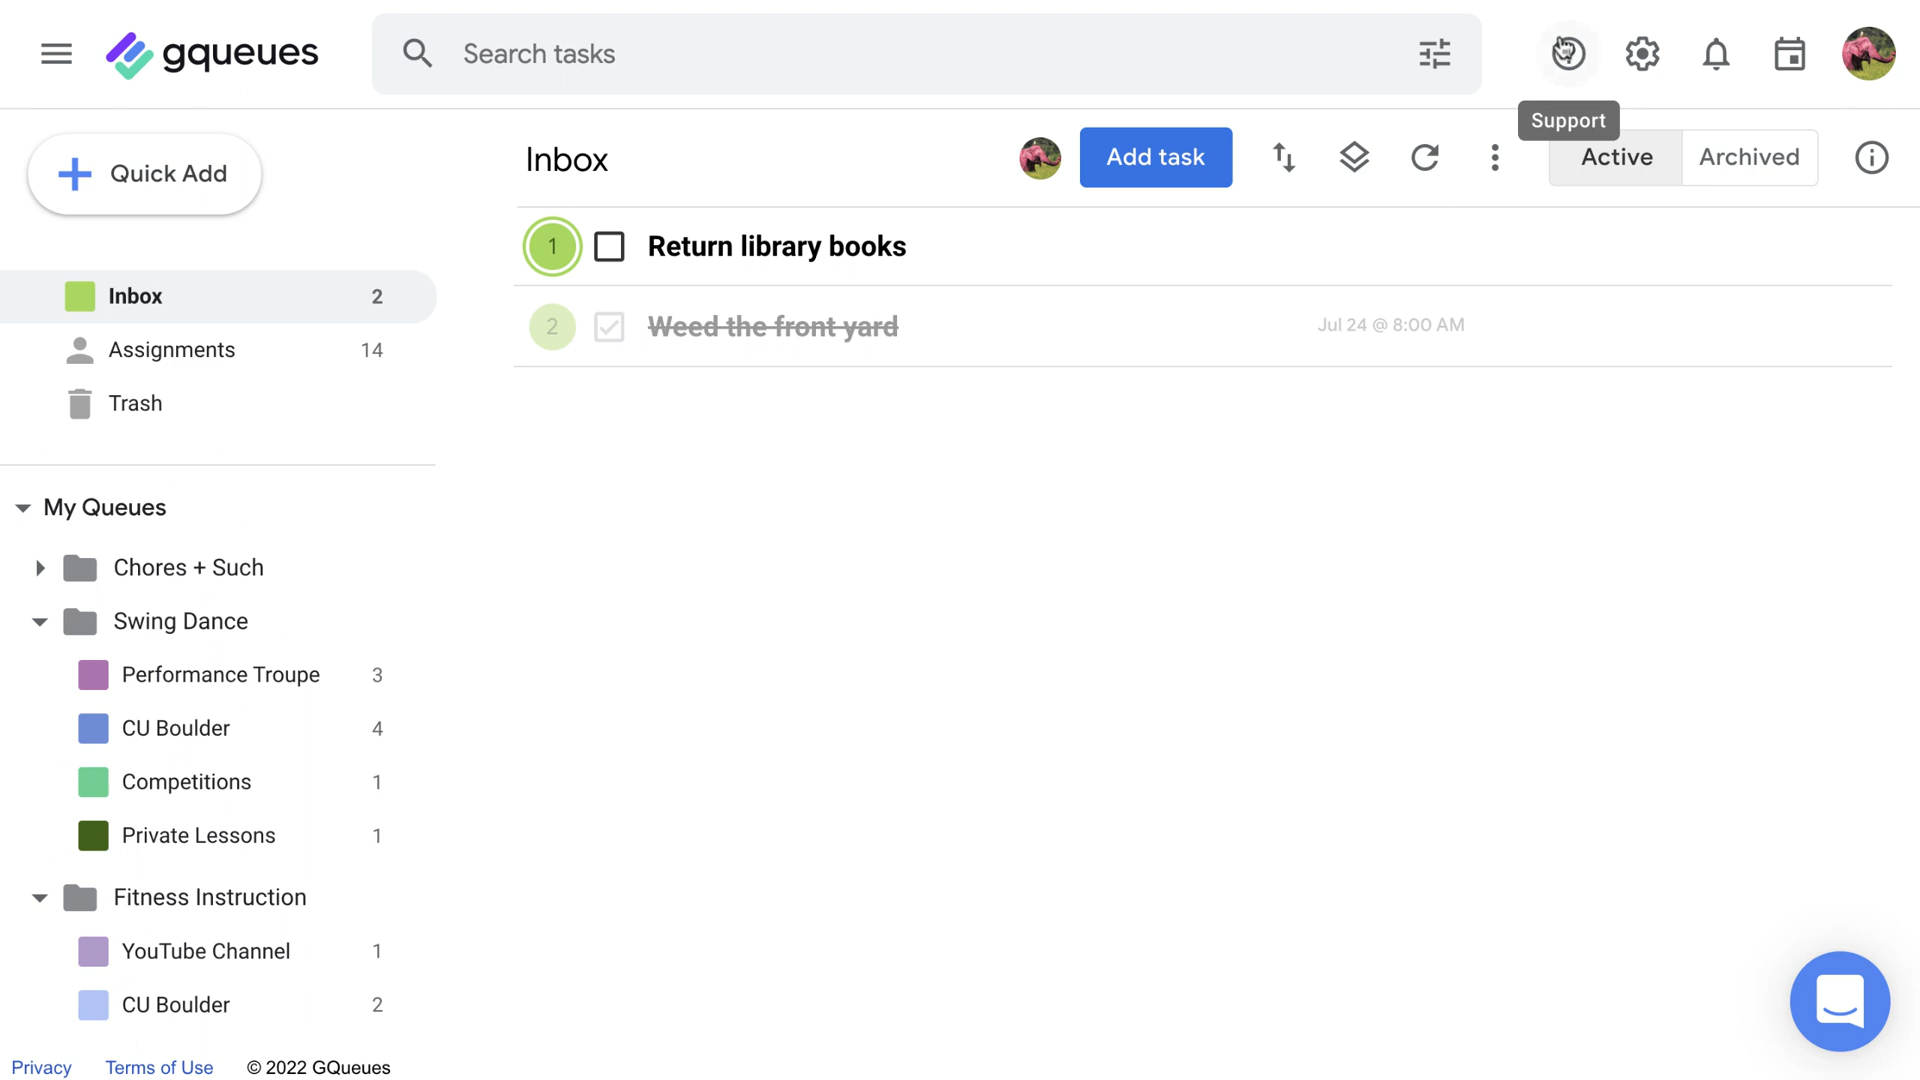 gqueues
Search tasks
Support
Quick Add
Inbox
Add task
Active
Archived
1
Return library books
2
Weed the front yard
Jul 24 @ 8:00 AM
Inbox 2
Assignments 14
Trash
My Queues
Chores + Such
Swing Dance
Performance Troupe 3
CU Boulder 4
Competitions 1
Private Lessons 1
Fitness Instruction
YouTube Channel 1
CU Boulder 2
Privacy Terms of Use © 2022 GQueues